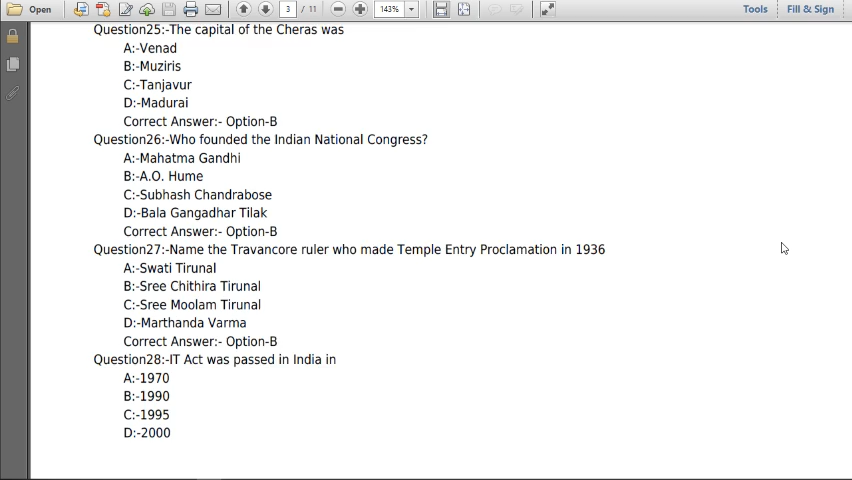 Open 3 / 11 143% Tools Fill & Sign
Question25:-The capital of the Cheras was
A:-Venad
B:-Muziris
C:-Tanjavur
D:-Madurai
Correct Answer:- Option-B
Question26:-Who founded the Indian National Congress?
A:-Mahatma Gandhi
B:-A.O. Hume
C:-Subhash Chandrabose
D:-Bala Gangadhar Tilak
Correct Answer:- Option-B
Question27:-Name the Travancore ruler who made Temple Entry Proclamation in 1936
A:-Swati Tirunal
B:-Sree Chithira Tirunal
C:-Sree Moolam Tirunal
D:-Marthanda Varma
Correct Answer:- Option-B
Question28:-IT Act was passed in India in
A:-1970
B:-1990
C:-1995
D:-2000